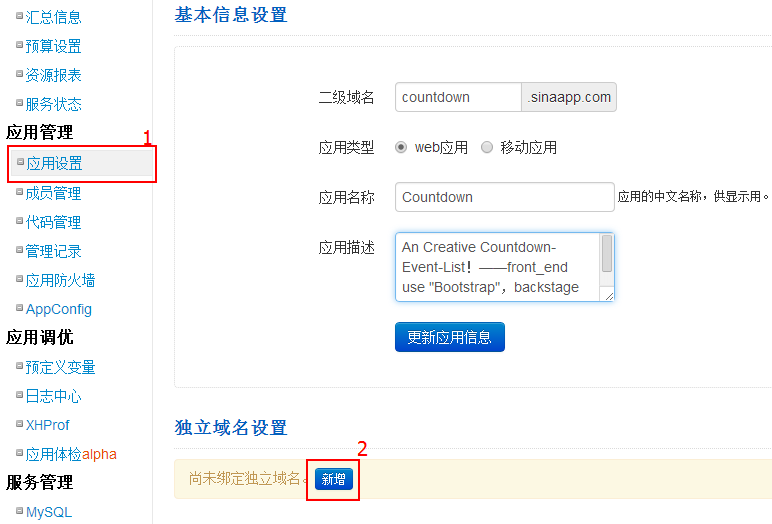 汇总信息
预算设置
资源报表
服务状态
应用管理
1
应用设置
成员管理
代码管理
管理记录
应用防火墙
AppConfig
应用调优
预定义变量
日志中心
XHProf
应用体检alpha
服务管理
MySQL
基本信息设置
二级域名 countdown .sinaapp.com
应用类型 web应用 移动应用
应用名称 Countdown 应用的中文名称，供显示用。
应用描述 An Creative Countdown-
Event-List！——front_end
use "Bootstrap"，backstage
更新应用信息
独立域名设置
2
尚未绑定独立域名。 新增